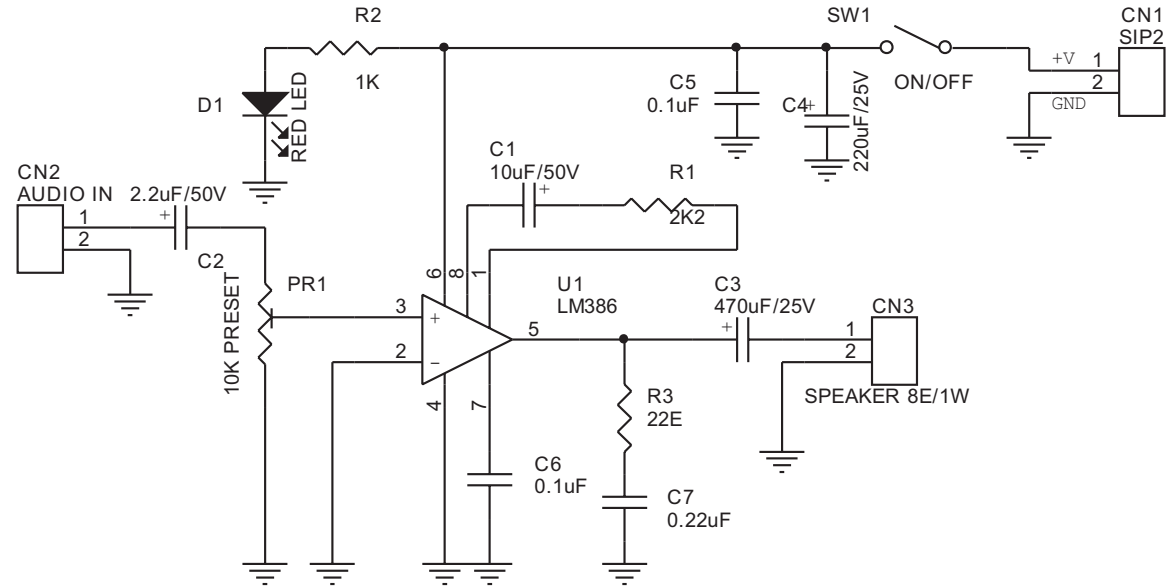 R2
1K
SW1
ON/OFF
CN1
SIP2
+V
1
2
GND
D1
RED LED
C5
0.1uF
C4
+
220uF/25V
CN2
AUDIO IN
1
2
2.2uF/50V
+
C2
C1
10uF/50V
+
R1
2K2
10K PRESET
PR1
6
8
1
3
+
2
−
4
7
5
U1
LM386
C3
470uF/25V
+
CN3
1
2
SPEAKER 8E/1W
R3
22E
C6
0.1uF
C7
0.22uF